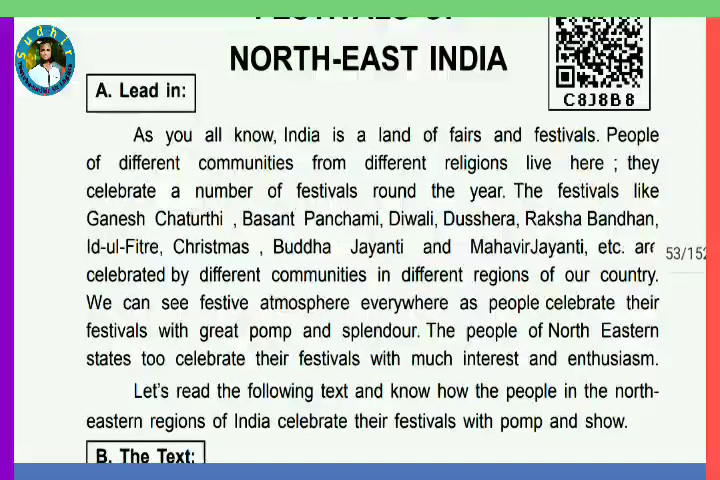 FESTIVALS OF
NORTH-EAST INDIA
Sudhir
C8J8B8
A. Lead in:
As you all know, India is a land of fairs and festivals. People
of different communities from different religions live here ; they
celebrate a number of festivals round the year. The festivals like
Ganesh Chaturthi , Basant Panchami, Diwali, Dusshera, Raksha Bandhan,
Id-ul-Fitre, Christmas , Buddha Jayanti and MahavirJayanti, etc. are
53/152
celebrated by different communities in different regions of our country.
We can see festive atmosphere everywhere as people celebrate their
festivals with great pomp and splendour. The people of North Eastern
states too celebrate their festivals with much interest and enthusiasm.
Let's read the following text and know how the people in the north-
eastern regions of India celebrate their festivals with pomp and show.
B. The Text: